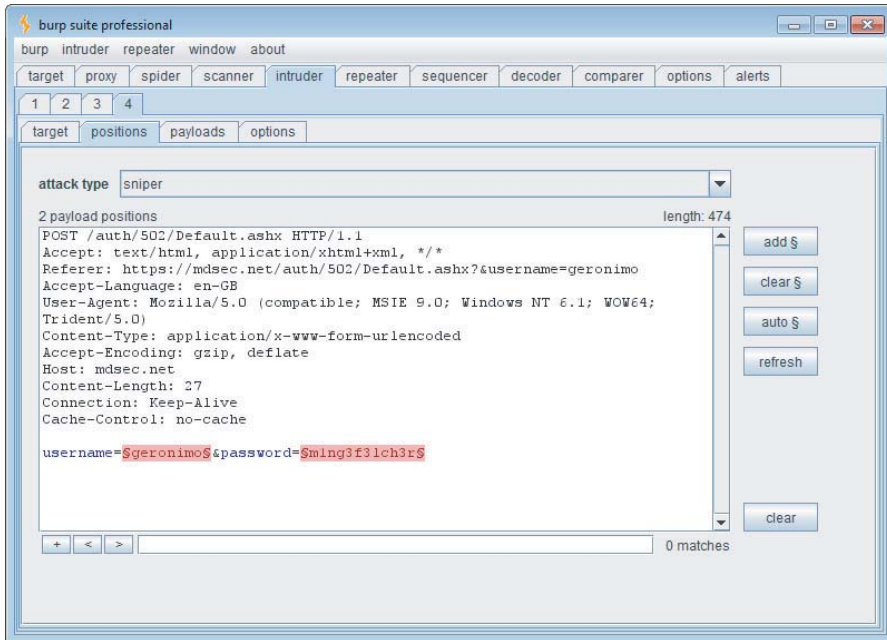 burp suite professional
burp intruder repeater window about
target proxy spider scanner intruder repeater sequencer decoder comparer options alerts
1 2 3 4
target positions payloads options
attack type sniper
2 payload positions length: 474
POST /auth/502/Default.ashx HTTP/1.1
Accept: text/html, application/xhtml+xml, */*
Referer: https://mdsec.net/auth/502/Default.ashx?&username=geronimo
Accept-Language: en-GB
User-Agent: Mozilla/5.0 (compatible; MSIE 9.0; Windows NT 6.1; WOW64;
Trident/5.0)
Content-Type: application/x-www-form-urlencoded
Accept-Encoding: gzip, deflate
Host: mdsec.net
Content-Length: 27
Connection: Keep-Alive
Cache-Control: no-cache
username=§geronimo§&password=§m1ng3f3lch3r§
add §
clear §
auto §
refresh
clear
+ < > 0 matches